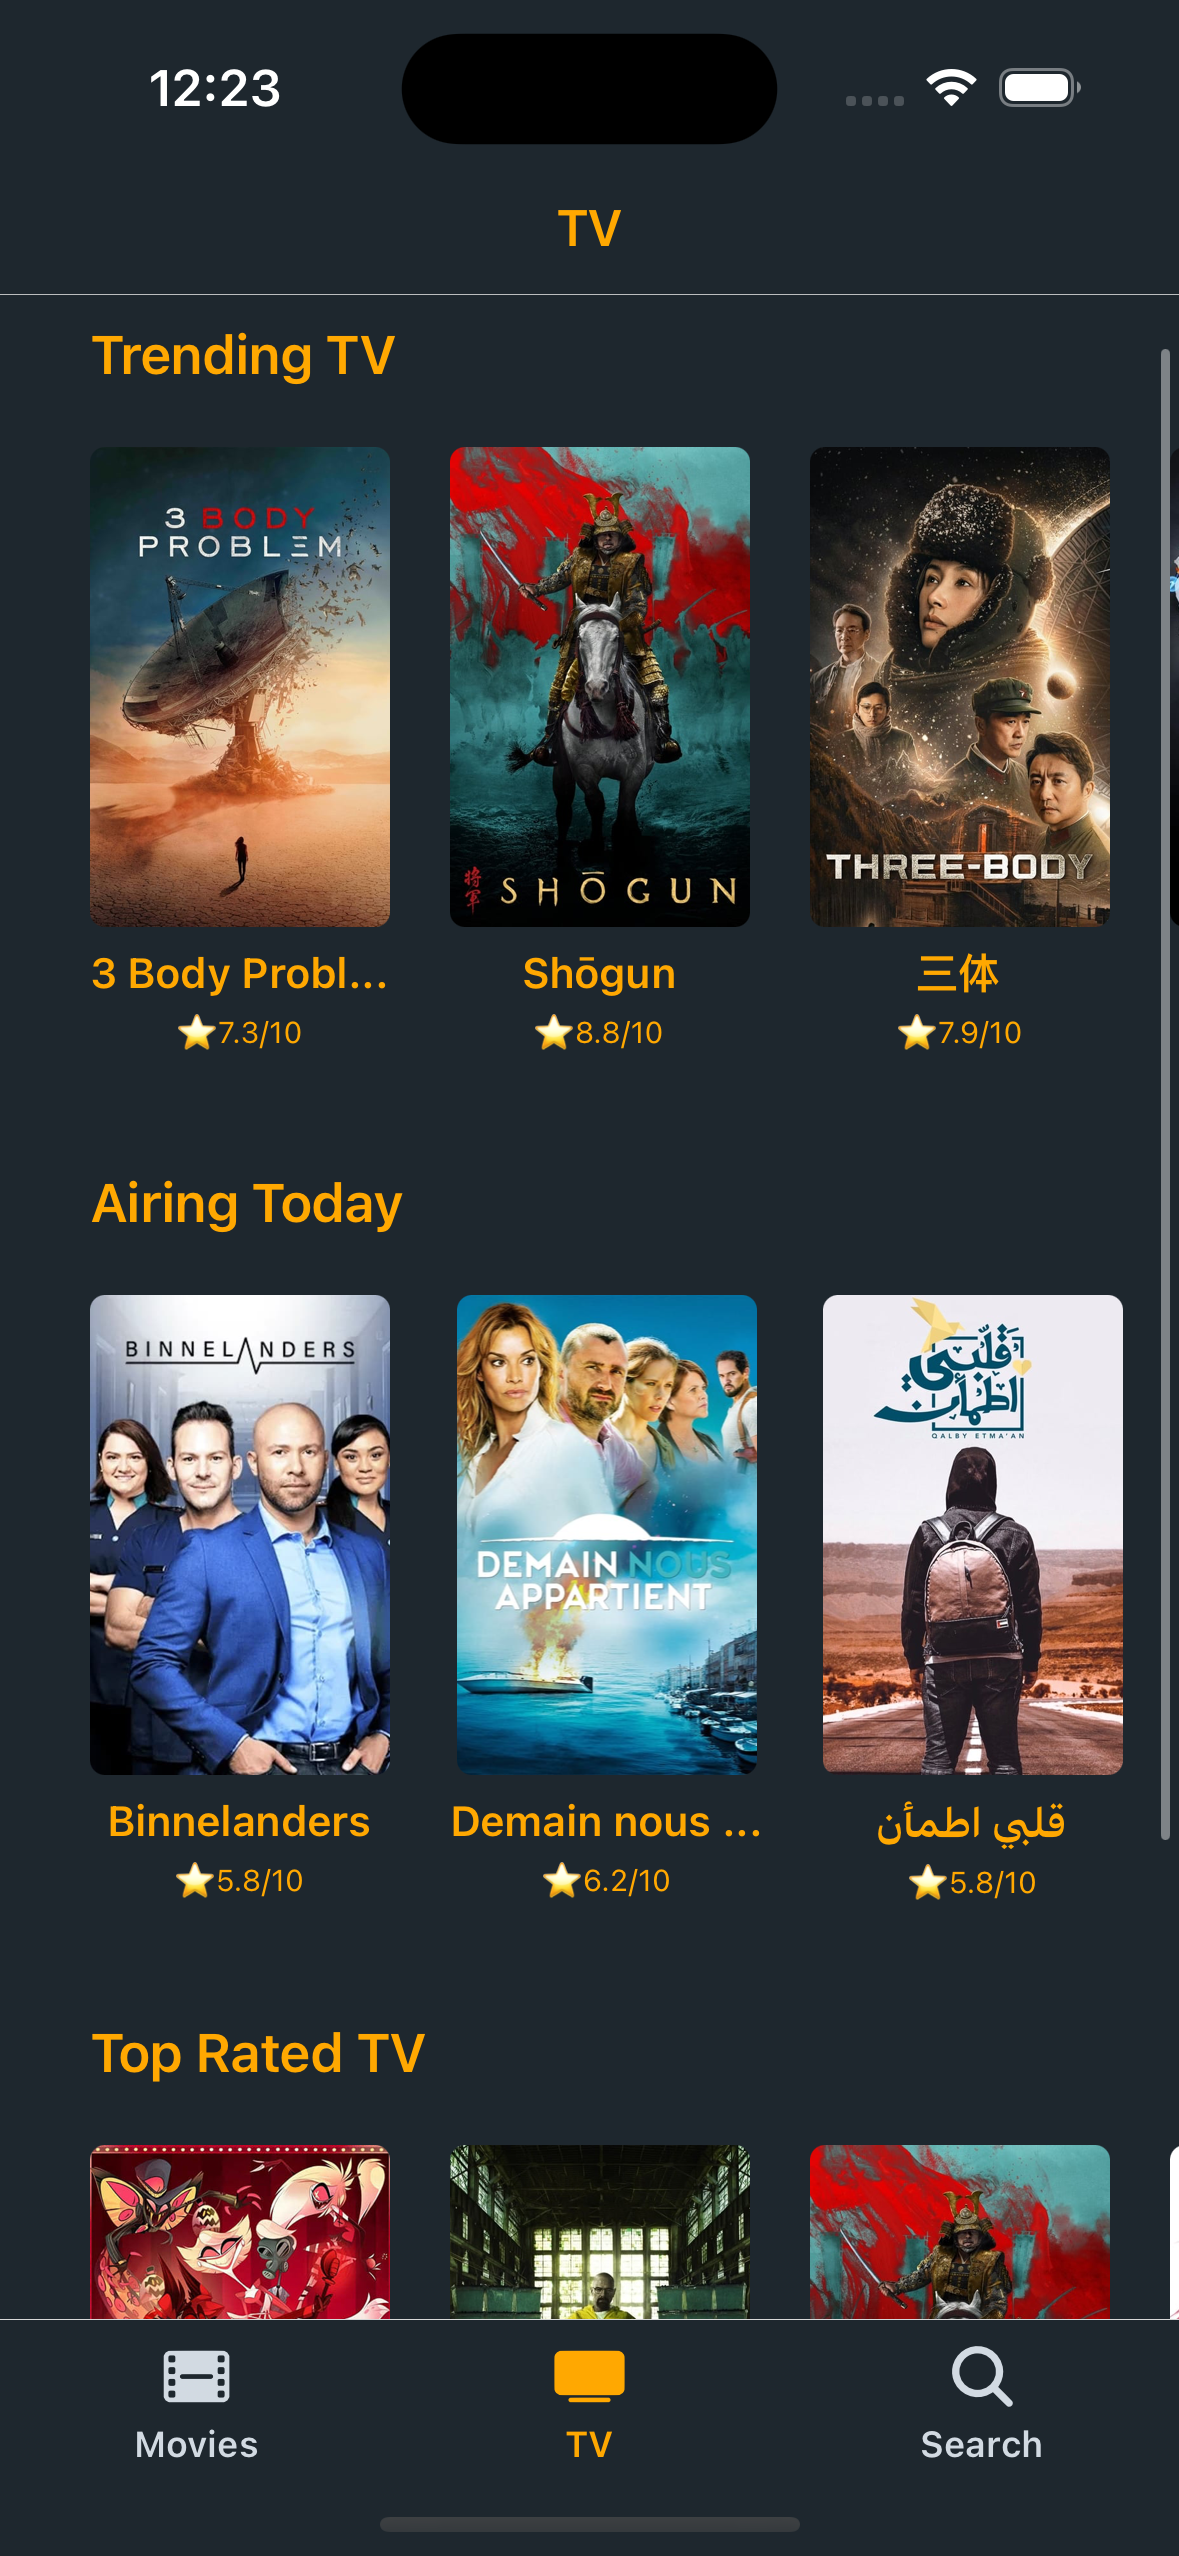 12:23
TV
Trending TV
3 BODY
PROBLEM
将軍 SHŌGUN
THREE-BODY
3 Body Probl...
Shōgun
三体
7.3/10
8.8/10
7.9/10
Airing Today
BINNELANDERS
DEMAIN NOUS
APPARTIENT
قلبي
اطمأن
QALBY ETMA'AN
Binnelanders
Demain nous ...
قلبي اطمأن
5.8/10
6.2/10
5.8/10
Top Rated TV
Movies
TV
Search